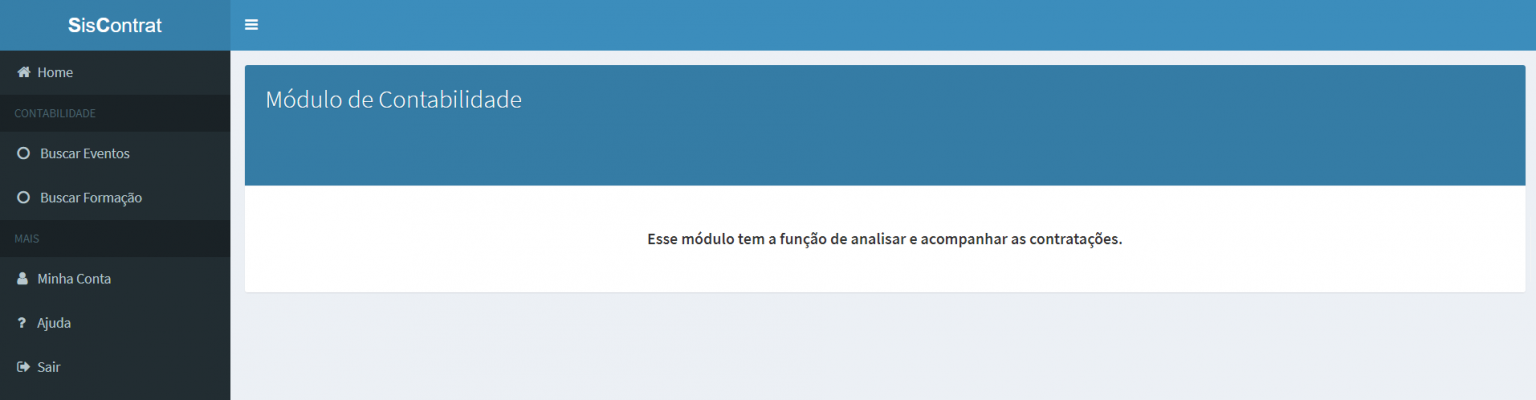 SisContrat
Home
CONTABILIDADE
Buscar Eventos
Buscar Formação
MAIS
Minha Conta
Ajuda
Sair
Módulo de Contabilidade
Esse módulo tem a função de analisar e acompanhar as contratações.